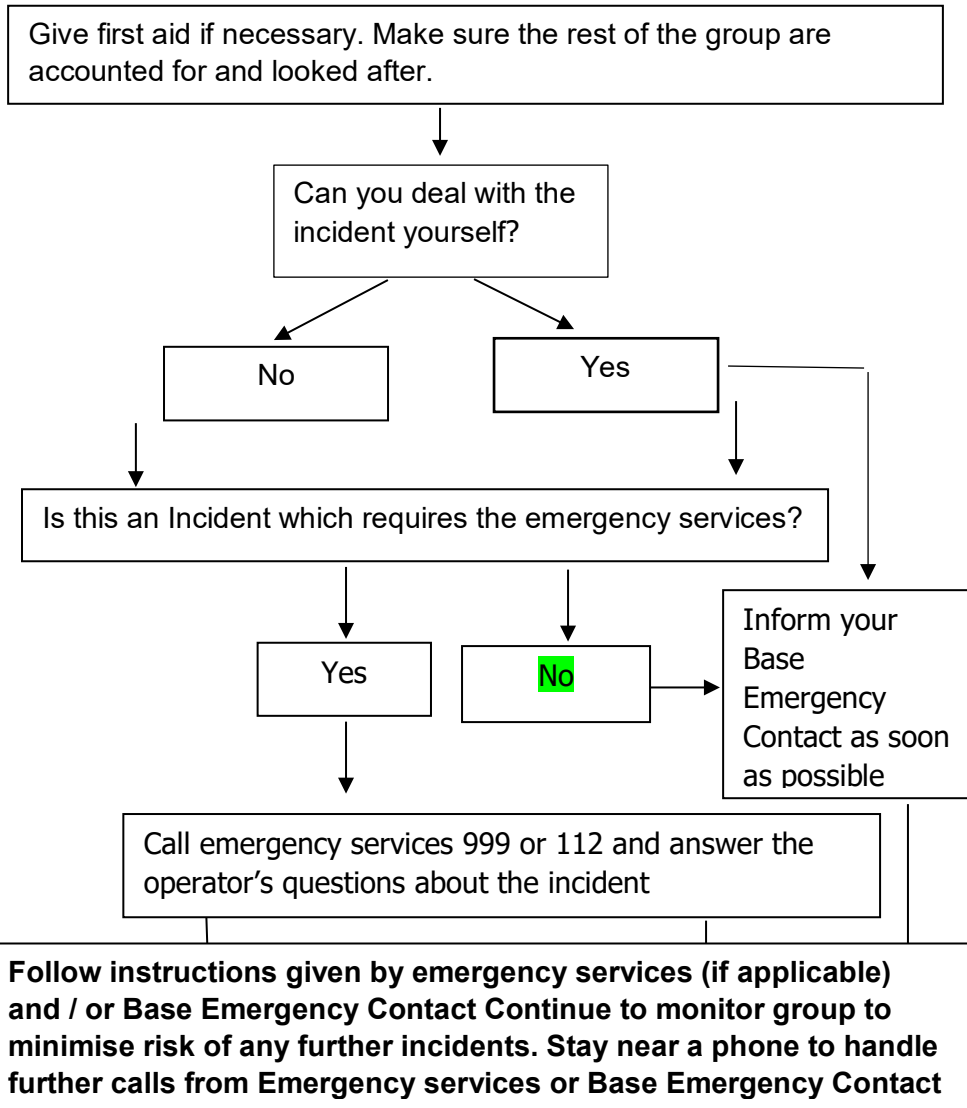 Give first aid if necessary. Make sure the rest of the group are
accounted for and looked after.
Can you deal with the
incident yourself?
No
Yes
Is this an Incident which requires the emergency services?
Yes
No
Inform your
Base
Emergency
Contact as soon
as possible
Call emergency services 999 or 112 and answer the
operator’s questions about the incident
Follow instructions given by emergency services (if applicable)
and / or Base Emergency Contact Continue to monitor group to
minimise risk of any further incidents. Stay near a phone to handle
further calls from Emergency services or Base Emergency Contact